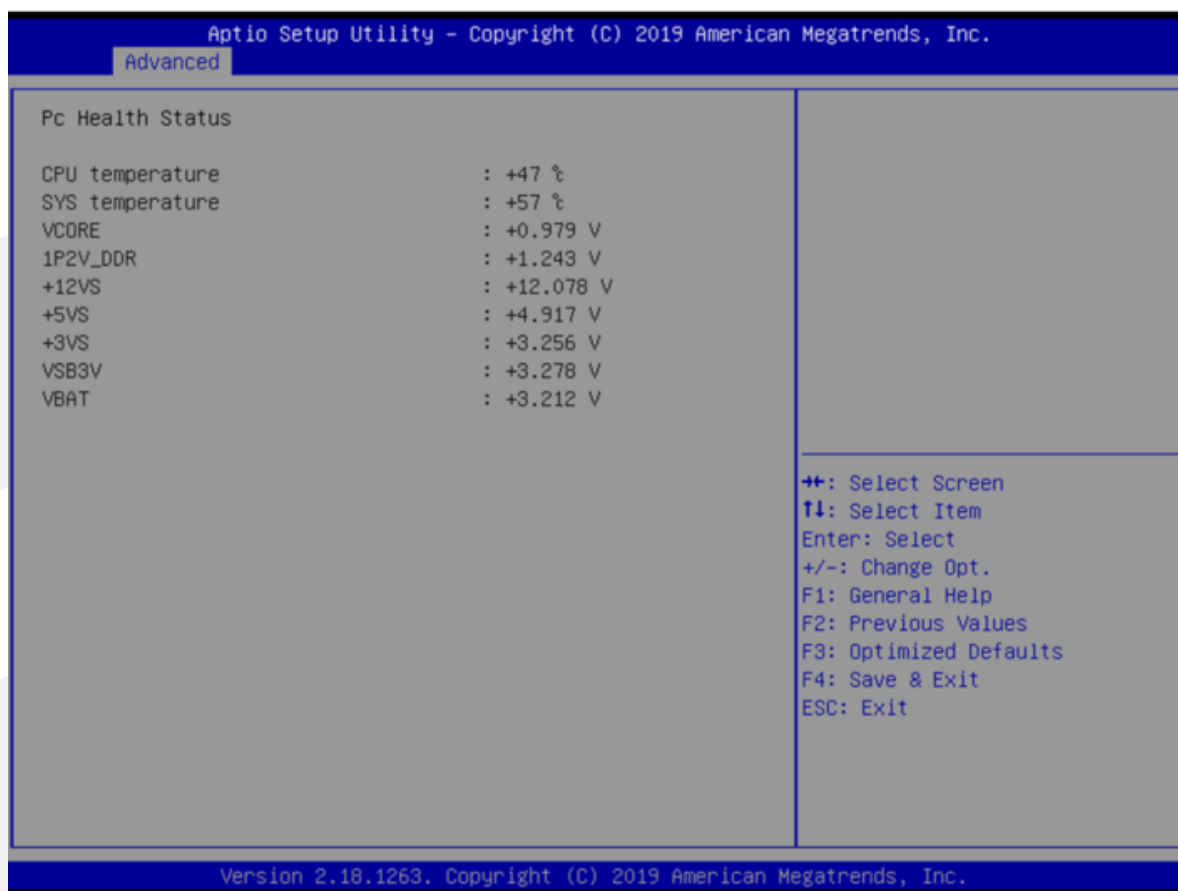 Aptio Setup Utility – Copyright (C) 2019 American Megatrends, Inc.
Advanced
Pc Health Status
CPU temperature : +47 ℃
SYS temperature : +57 ℃
VCORE : +0.979 V
1P2V_DDR : +1.243 V
+12VS : +12.078 V
+5VS : +4.917 V
+3VS : +3.256 V
VSB3V : +3.278 V
VBAT : +3.212 V
→←: Select Screen
↑↓: Select Item
Enter: Select
+/-: Change Opt.
F1: General Help
F2: Previous Values
F3: Optimized Defaults
F4: Save & Exit
ESC: Exit
Version 2.18.1263. Copyright (C) 2019 American Megatrends, Inc.